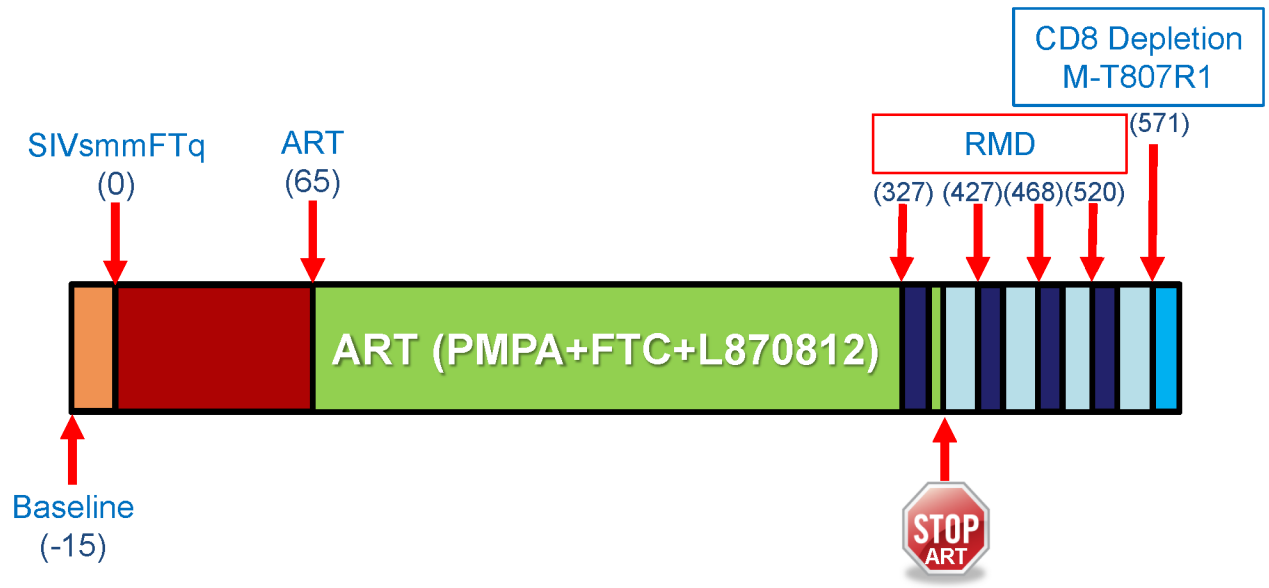 CD8 Depletion
M-T807R1
(571)
SIVsmmFTq
(0)
ART
(65)
RMD
(327) (427) (468) (520)
ART (PMPA+FTC+L870812)
Baseline
(-15)
STOP
ART